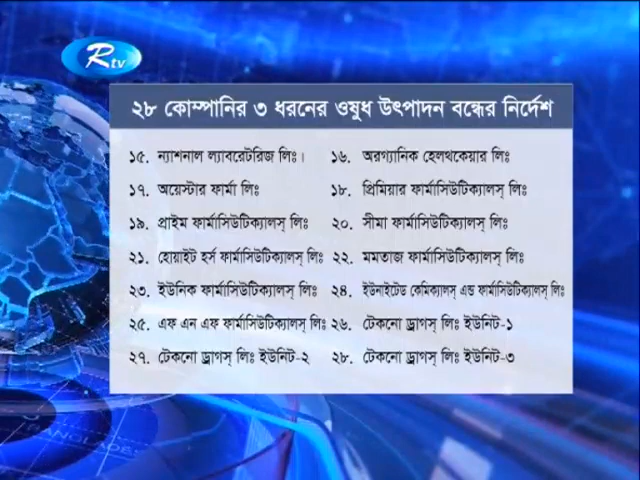 Rtv
২৮ কোম্পানির ৩ ধরনের ওষুধ উৎপাদন বন্ধের নির্দেশ
১৫. ন্যাশনাল ল্যাবরেটরিজ লিঃ। ১৬. অরগ্যানিক হেলথকেয়ার লিঃ
১৭. অয়েস্টার ফার্মা লিঃ ১৮. প্রিমিয়ার ফার্মাসিউটিক্যালস্ লিঃ
১৯. প্রাইম ফার্মাসিউটিক্যালস্ লিঃ ২০. সীমা ফার্মাসিউটিক্যালস্ লিঃ
২১. হোয়াইট হর্স ফার্মাসিউটিক্যালস্ লিঃ ২২. মমতাজ ফার্মাসিউটিক্যালস্ লিঃ
২৩. ইউনিক ফার্মাসিউটিক্যালস্ লিঃ ২৪. ইউনাইটেড কেমিক্যালস্ এন্ড ফার্মাসিউটিক্যালস্ লিঃ
২৫. এফ এন এফ ফার্মাসিউটিক্যালস্ লিঃ ২৬. টেকনো ড্রাগস্ লিঃ ইউনিট-১
২৭. টেকনো ড্রাগস্ লিঃ ইউনিট-২ ২৮. টেকনো ড্রাগস্ লিঃ ইউনিট-৩